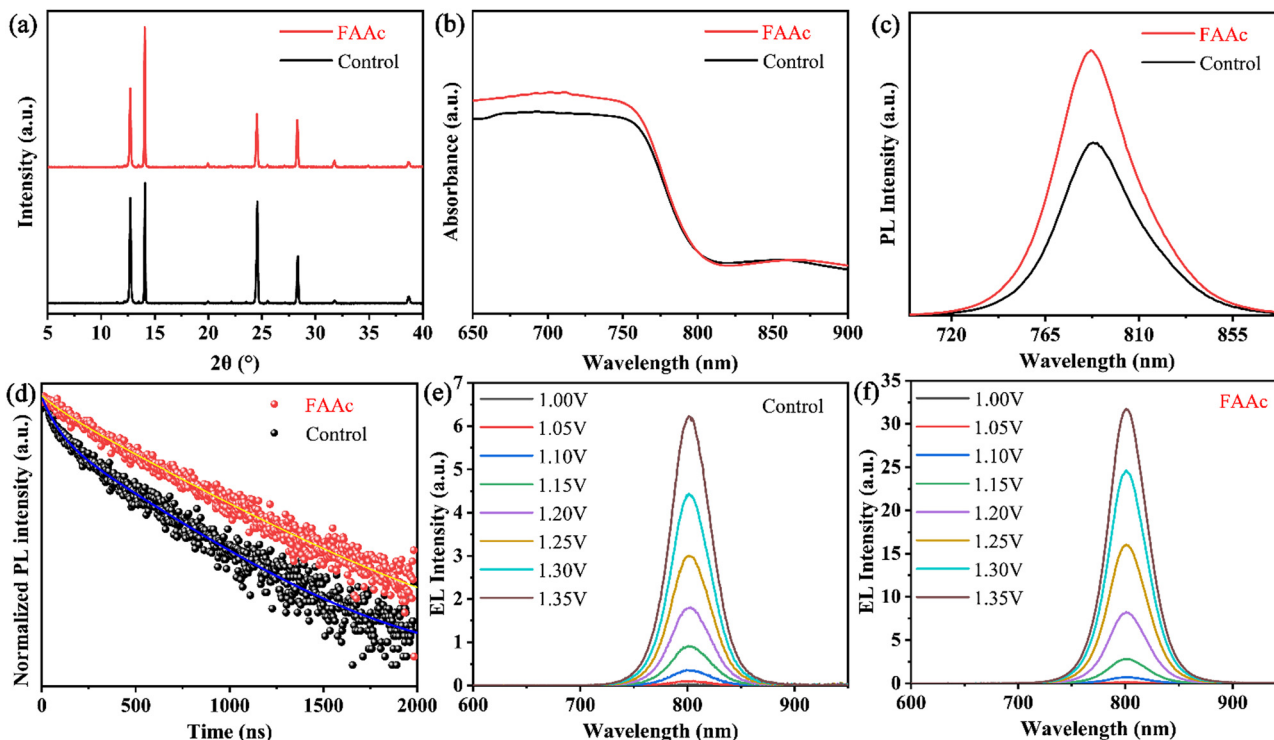 (a)
FAAc
Control
Intensity (a.u.)
5 10 15 20 25 30 35 40
2θ (°)
(b)
FAAc
Control
Absorbance (a.u.)
650 700 750 800 850 900
Wavelength (nm)
(c)
FAAc
Control
PL Intensity (a.u.)
720 765 810 855
Wavelength (nm)
(d)
FAAc
Control
Normalized PL intensity (a.u.)
0 500 1000 1500 2000
Time (ns)
(e)
Control
1.00V
1.05V
1.10V
1.15V
1.20V
1.25V
1.30V
1.35V
EL Intensity (a.u.)
7
6
5
4
3
2
1
0
600 700 800 900
Wavelength (nm)
(f)
FAAc
1.00V
1.05V
1.10V
1.15V
1.20V
1.25V
1.30V
1.35V
EL Intensity (a.u.)
35
30
25
20
15
10
5
0
600 700 800 900
Wavelength (nm)